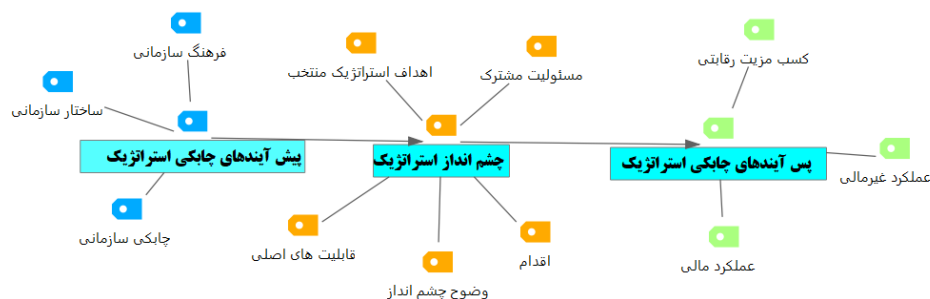 فرهنگ سازمانی
ساختار سازمانی
پیش آیندهای چابکی استراتژیک
چابکی سازمانی
اهداف استراتژیک منتخب
مسئولیت مشترک
چشم انداز استراتژیک
قابلیت های اصلی
وضوح چشم انداز
اقدام
کسب مزیت رقابتی
پس آیندهای چابکی استراتژیک
عملکرد غیرمالی
عملکرد مالی